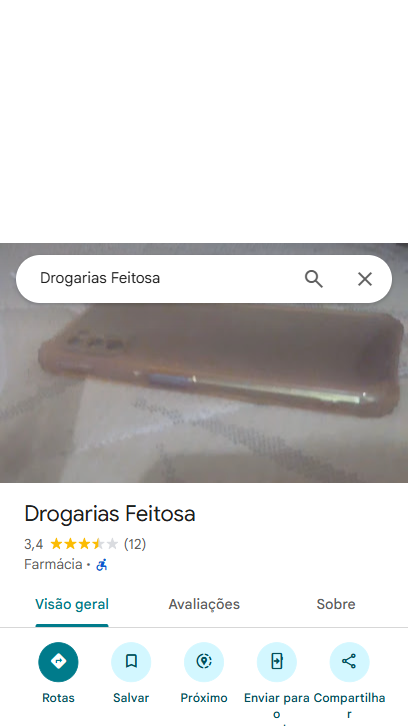 Drogarias Feitosa
Drogarias Feitosa
3,4 (12)
Farmácia ·
Visão geral Avaliações Sobre
Rotas Salvar Próximo Enviar para o Compartilhar